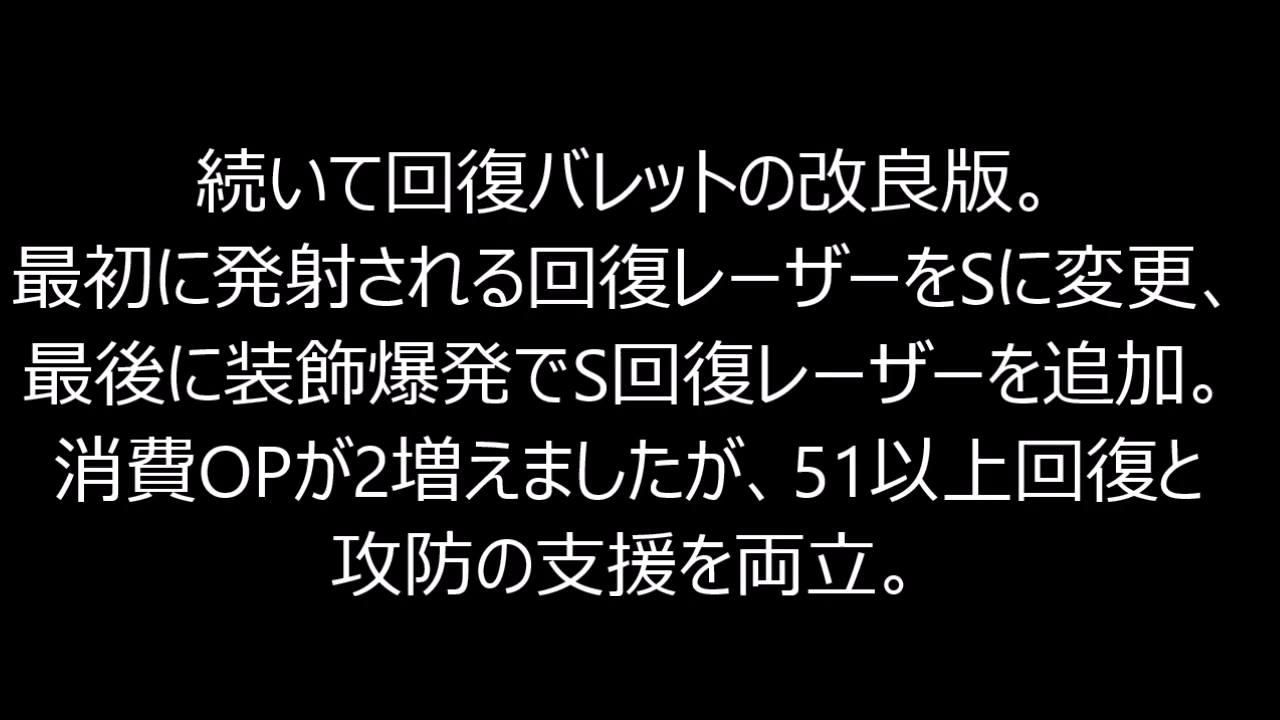 続いて回復バレットの改良版。
最初に発射される回復レーザーをSに変更、
最後に装飾爆発でS回復レーザーを追加。
消費OPが2増えましたが、51以上回復と
攻防の支援を両立。